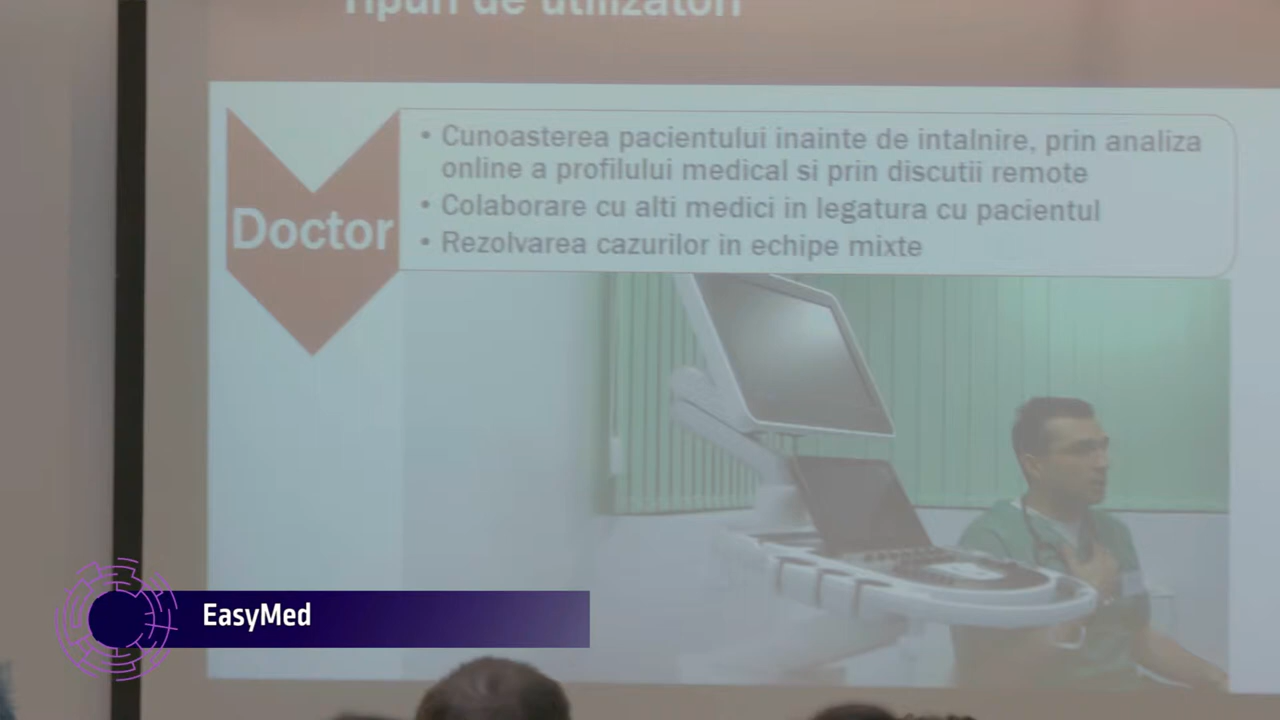 Tipuri de utilizatori
Doctor
• Cunoasterea pacientului inainte de intalnire, prin analiza
online a profilului medical si prin discutii remote
• Colaborare cu alti medici in legatura cu pacientul
• Rezolvarea cazurilor in echipe mixte
EasyMed